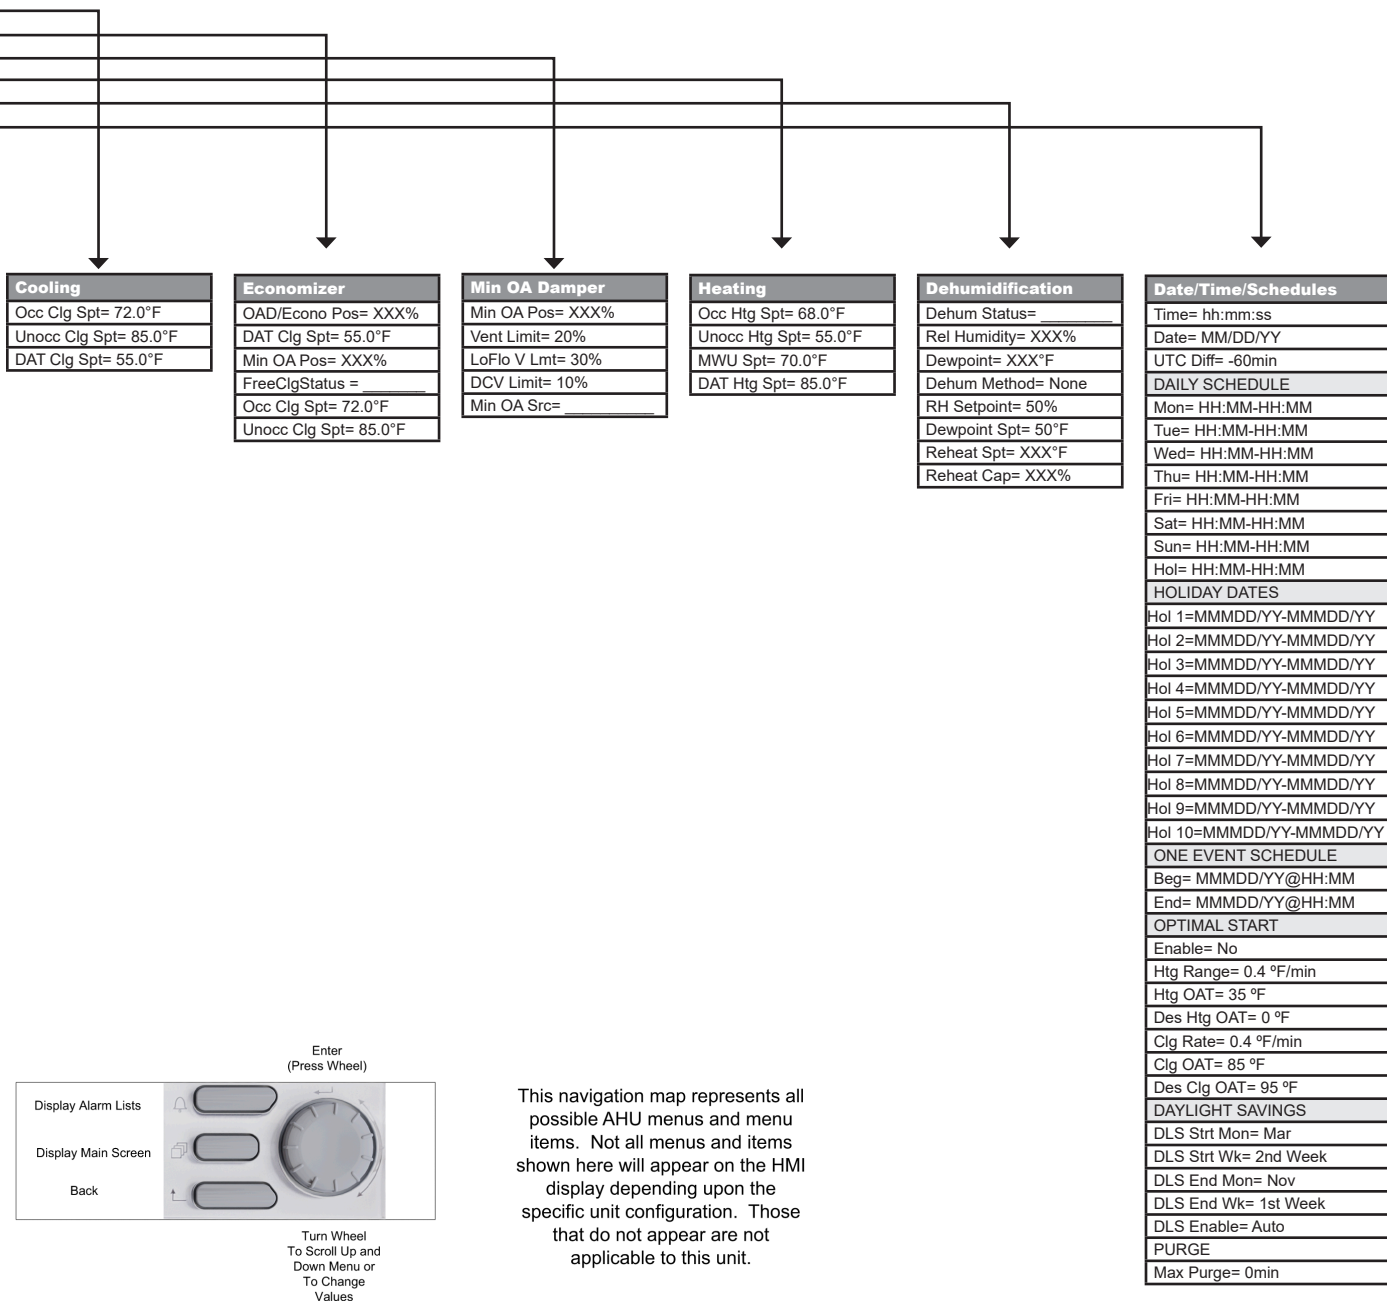 Cooling
Occ Clg Spt= 72.0°F
Unocc Clg Spt= 85.0°F
DAT Clg Spt= 55.0°F
Economizer
OAD/Econo Pos= XXX%
DAT Clg Spt= 55.0°F
Min OA Pos= XXX%
FreeClgStatus = _______
Occ Clg Spt= 72.0°F
Unocc Clg Spt= 85.0°F
Min OA Damper
Min OA Pos= XXX%
Vent Limit= 20%
LoFlo V Lmt= 30%
DCV Limit= 10%
Min OA Src= __________
Heating
Occ Htg Spt= 68.0°F
Unocc Htg Spt= 55.0°F
MWU Spt= 70.0°F
DAT Htg Spt= 85.0°F
Dehumidification
Dehum Status= ________
Rel Humidity= XXX%
Dewpoint= XXX°F
Dehum Method= None
RH Setpoint= 50%
Dewpoint Spt= 50°F
Reheat Spt= XXX°F
Reheat Cap= XXX%
Date/Time/Schedules
Time= hh:mm:ss
Date= MM/DD/YY
UTC Diff= -60min
DAILY SCHEDULE
Mon= HH:MM-HH:MM
Tue= HH:MM-HH:MM
Wed= HH:MM-HH:MM
Thu= HH:MM-HH:MM
Fri= HH:MM-HH:MM
Sat= HH:MM-HH:MM
Sun= HH:MM-HH:MM
Hol= HH:MM-HH:MM
HOLIDAY DATES
Hol 1=MMMDD/YY-MMMDD/YY
Hol 2=MMMDD/YY-MMMDD/YY
Hol 3=MMMDD/YY-MMMDD/YY
Hol 4=MMMDD/YY-MMMDD/YY
Hol 5=MMMDD/YY-MMMDD/YY
Hol 6=MMMDD/YY-MMMDD/YY
Hol 7=MMMDD/YY-MMMDD/YY
Hol 8=MMMDD/YY-MMMDD/YY
Hol 9=MMMDD/YY-MMMDD/YY
Hol 10=MMMDD/YY-MMMDD/YY
ONE EVENT SCHEDULE
Beg= MMMDD/YY@HH:MM
End= MMMDD/YY@HH:MM
OPTIMAL START
Enable= No
Htg Range= 0.4 ºF/min
Htg OAT= 35 ºF
Des Htg OAT= 0 ºF
Clg Rate= 0.4 ºF/min
Clg OAT= 85 ºF
Des Clg OAT= 95 ºF
DAYLIGHT SAVINGS
DLS Strt Mon= Mar
DLS Strt Wk= 2nd Week
DLS End Mon= Nov
DLS End Wk= 1st Week
DLS Enable= Auto
PURGE
Max Purge= 0min
Enter
(Press Wheel)
Display Alarm Lists
Display Main Screen
Back
Turn Wheel
To Scroll Up and
Down Menu or
To Change
Values
This navigation map represents all
possible AHU menus and menu
items. Not all menus and items
shown here will appear on the HMI
display depending upon the
specific unit configuration. Those
that do not appear are not
applicable to this unit.